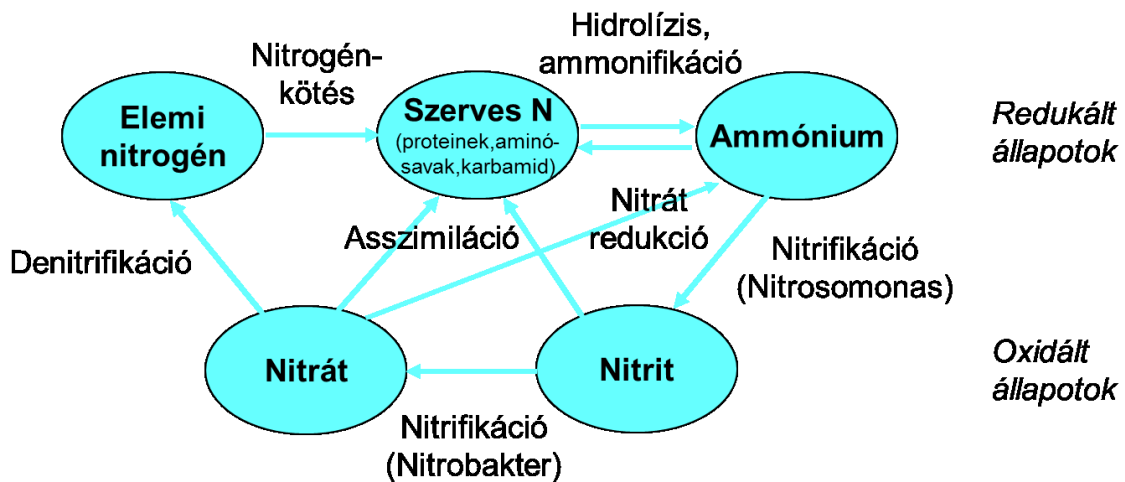 Nitrogén-
kötés
Hidrolízis,
ammonifikáció
Elemi
nitrogén
Szerves N
(proteinek,aminó-
savak,karbamid)
Ammónium
Redukált
állapotok
Denitrifikáció
Asszimiláció
Nitrát
redukció
Nitrifikáció
(Nitrosomonas)
Nitrát
Nitrit
Oxidált
állapotok
Nitrifikáció
(Nitrobakter)